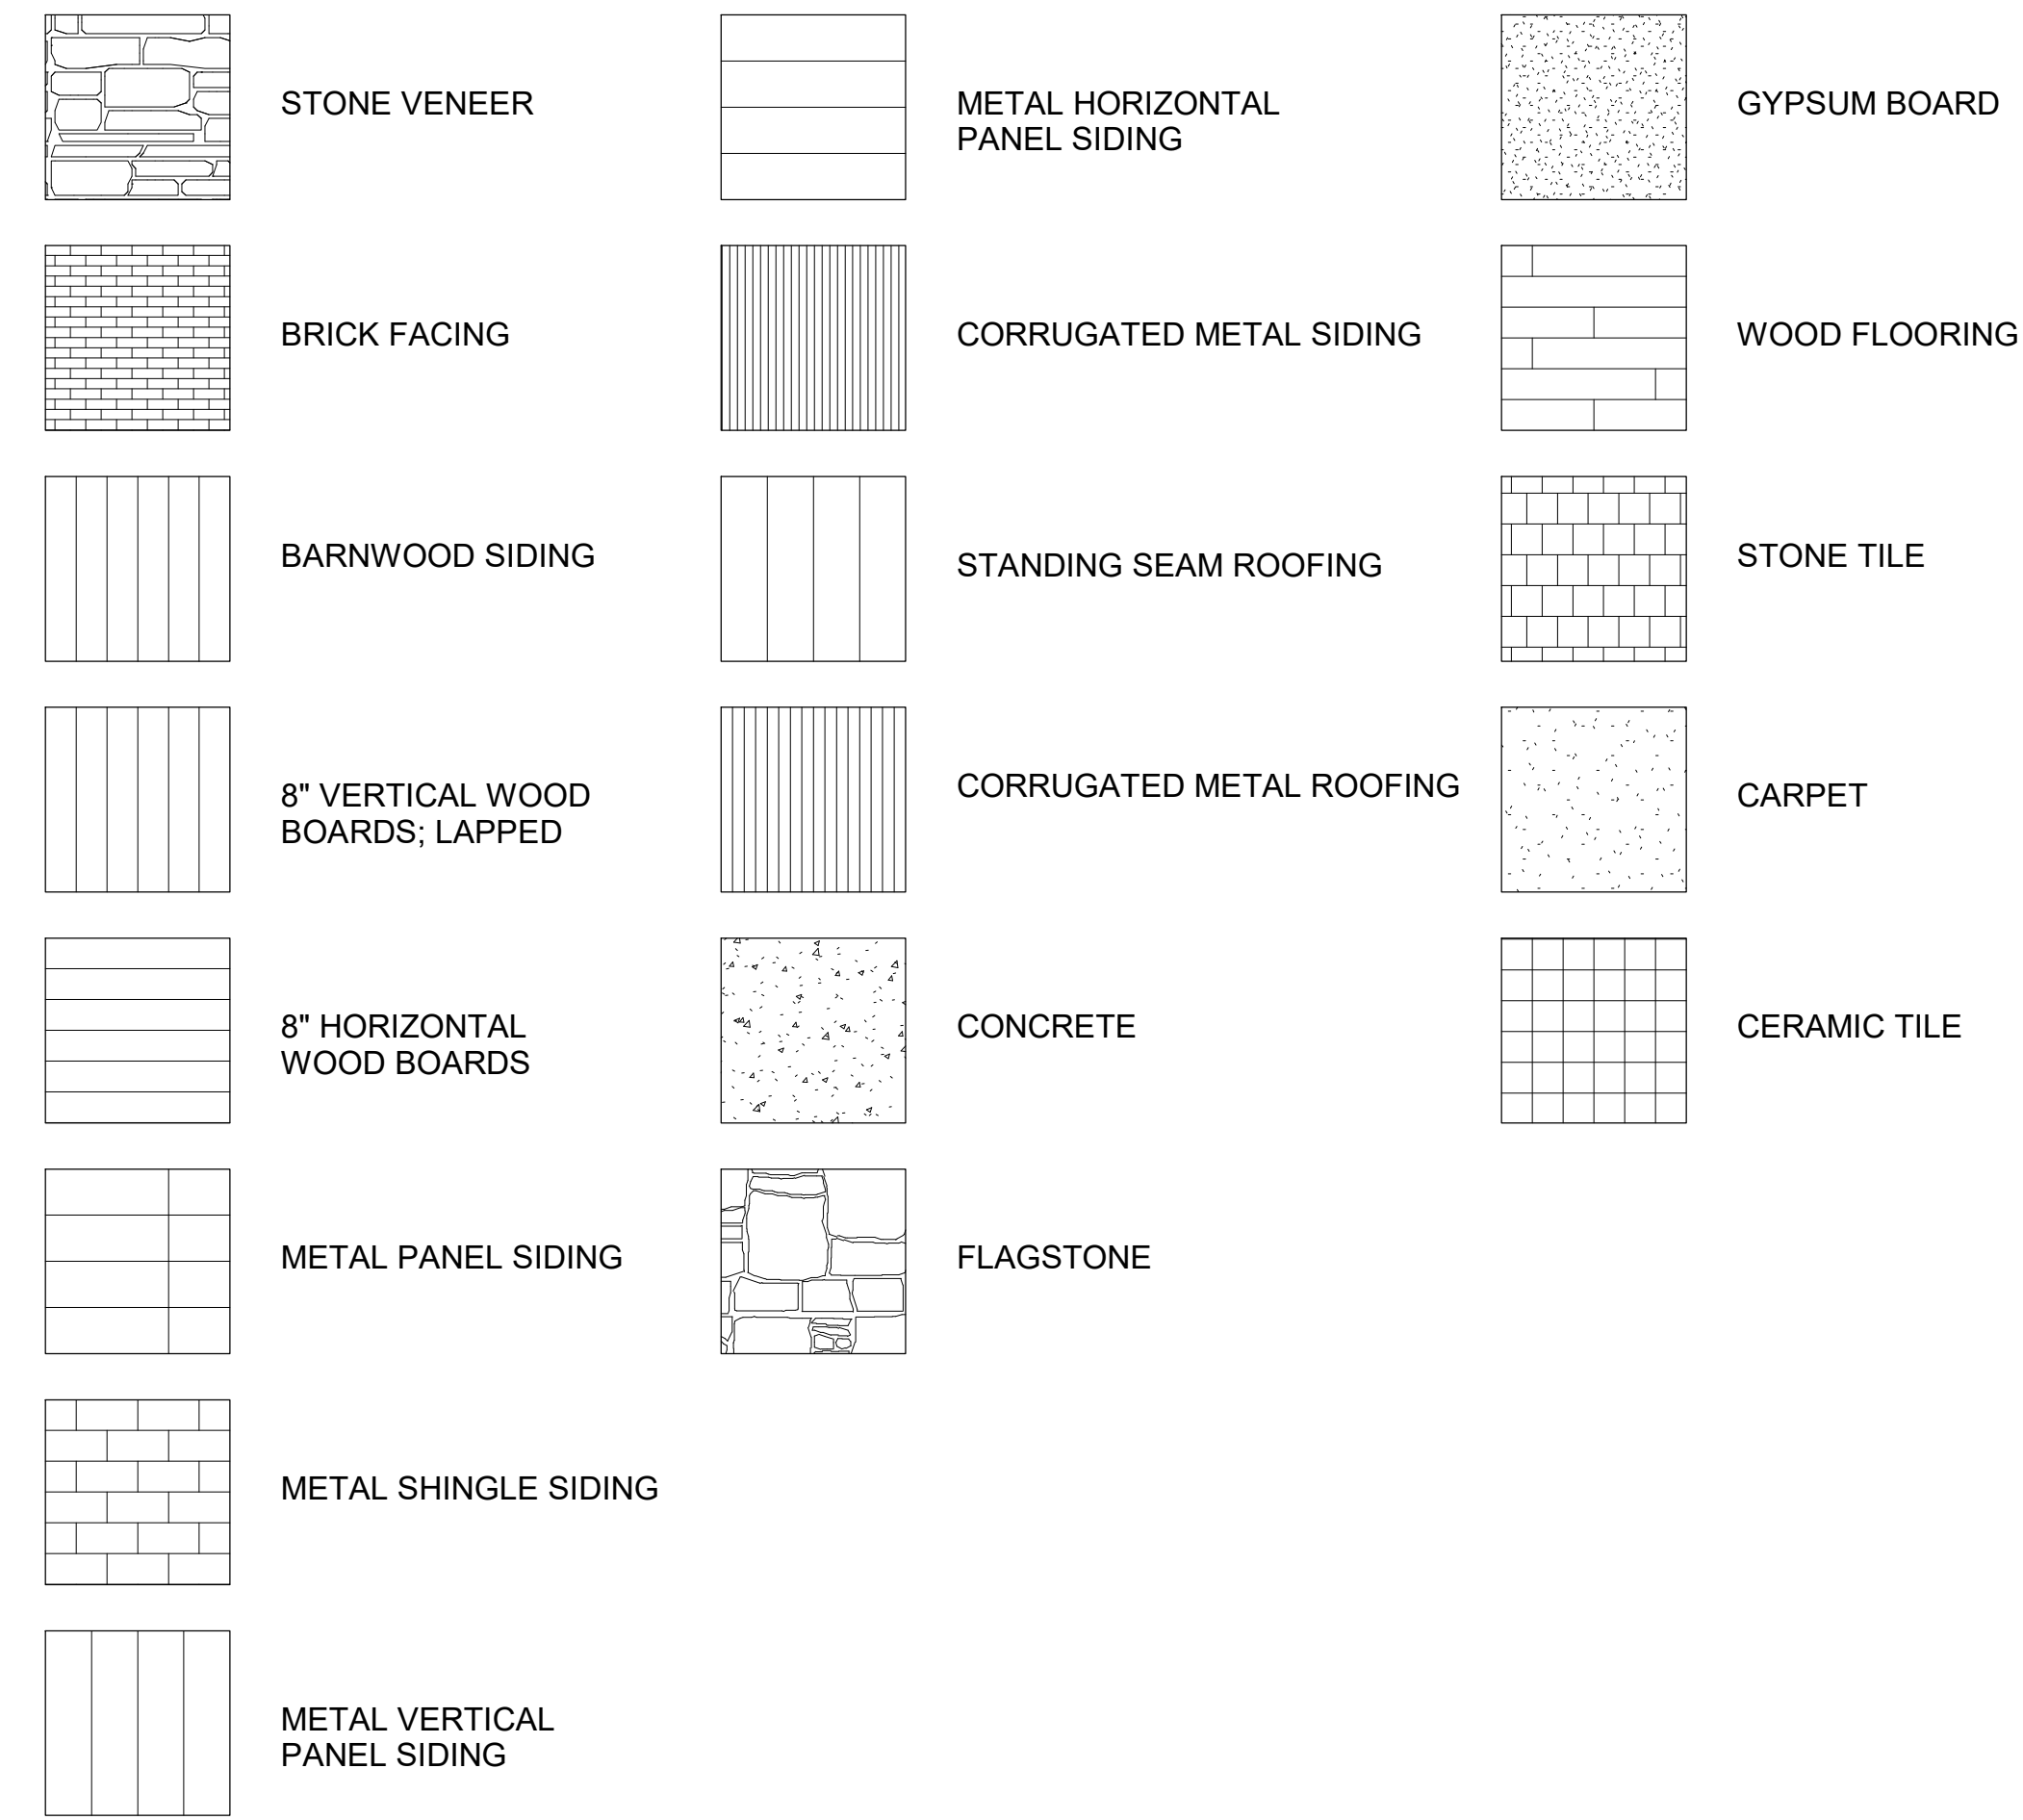 STONE VENEER
BRICK FACING
BARNWOOD SIDING
8" VERTICAL WOOD
BOARDS; LAPPED
8" HORIZONTAL
WOOD BOARDS
METAL PANEL SIDING
METAL SHINGLE SIDING
METAL VERTICAL
PANEL SIDING
METAL HORIZONTAL
PANEL SIDING
CORRUGATED METAL SIDING
STANDING SEAM ROOFING
CORRUGATED METAL ROOFING
CONCRETE
FLAGSTONE
GYPSUM BOARD
WOOD FLOORING
STONE TILE
CARPET
CERAMIC TILE